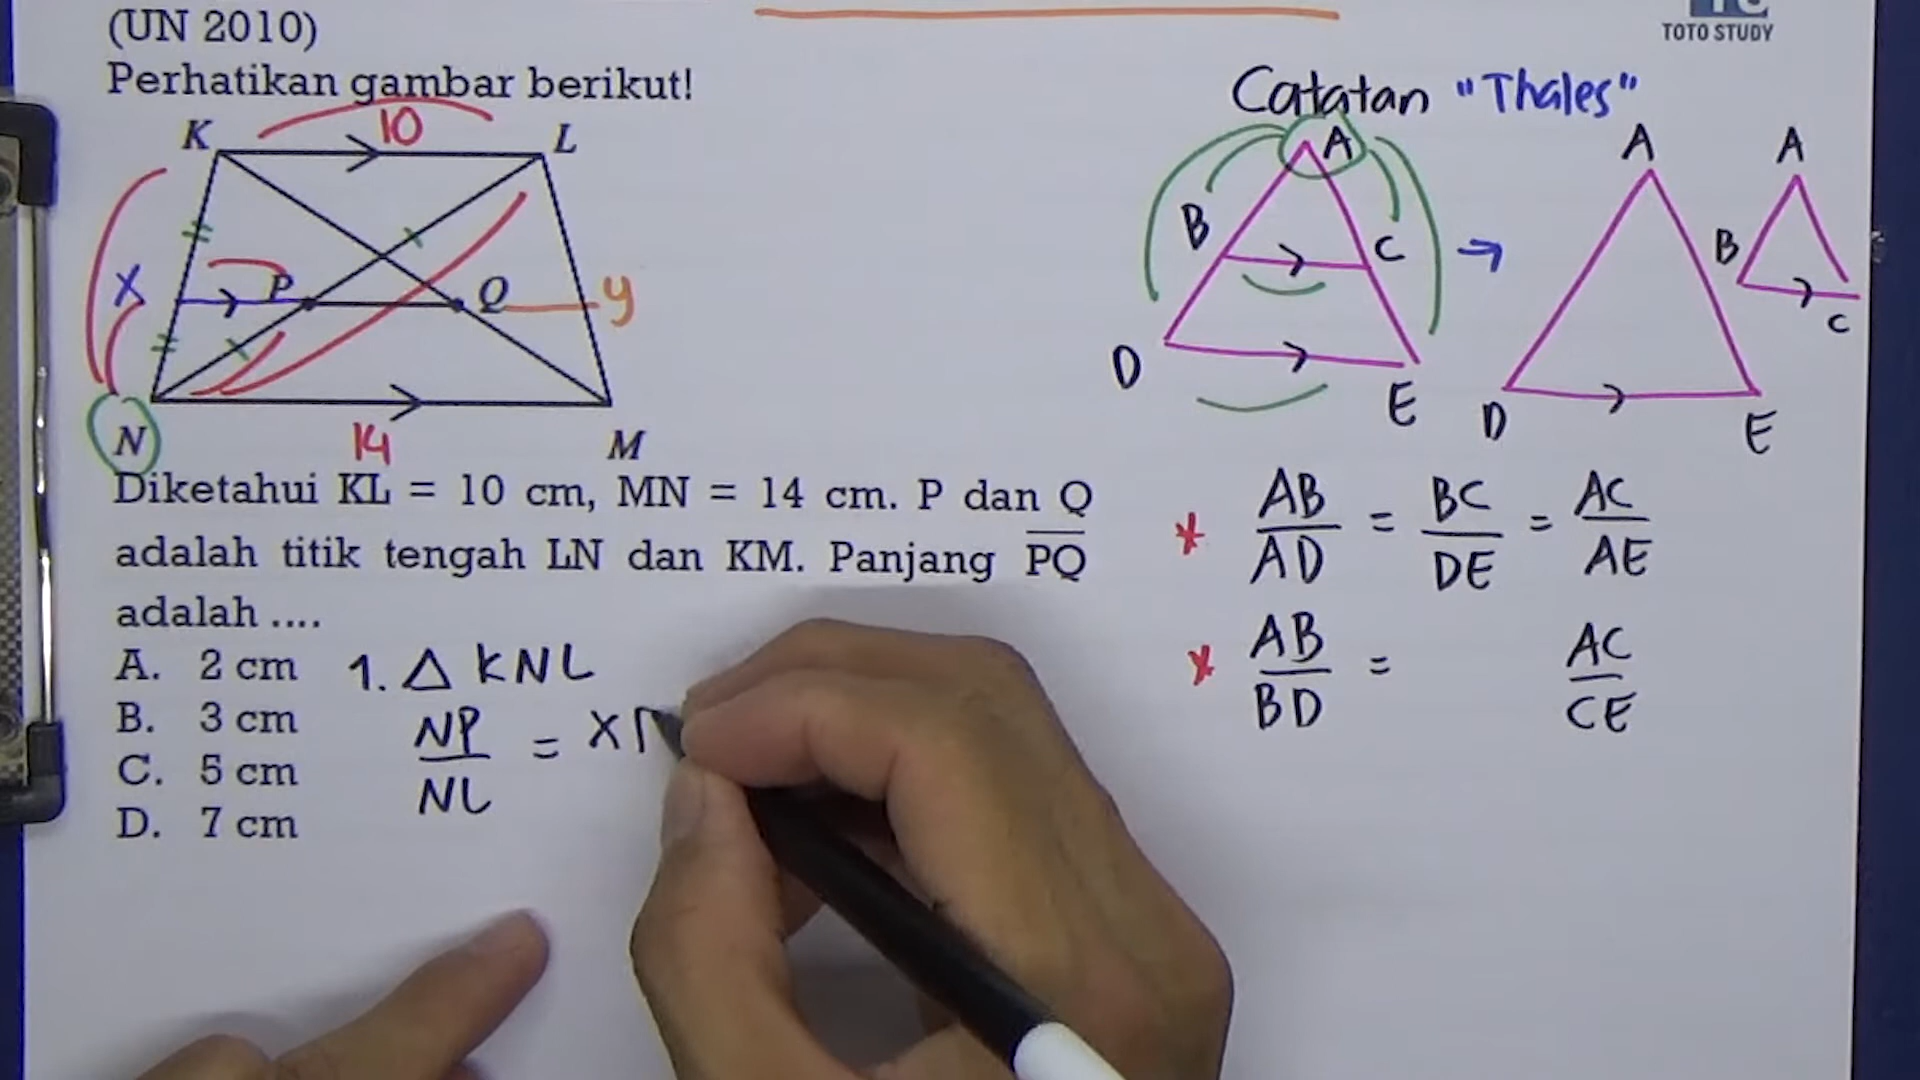 (UN 2010)
TOTO STUDY
Perhatikan gambar berikut!
K 10 L
X P Q y
N 14 M
Diketahui KL = 10 cm, MN = 14 cm. P dan Q
adalah titik tengah LN dan KM. Panjang PQ
adalah ....
A. 2 cm
B. 3 cm
C. 5 cm
D. 7 cm
1. Δ KNL
NP/NL = X
Catatan "Thales"
A
B C
D E
→
A
D E
A
B C
* AB/AD = BC/DE = AC/AE
* AB/BD = AC/CE